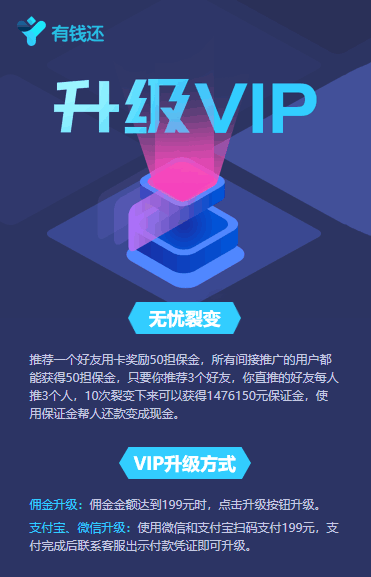 有钱还
升级VIP
无忧裂变
推荐一个好友用卡奖励50担保金，所有间接推广的用户都
能获得50担保金，只要你推荐3个好友，你直推的好友每人
推3个人，10次裂变下来可以获得1476150元保证金，使
用保证金帮人还款变成现金。
VIP升级方式
佣金升级：佣金金额达到199元时，点击升级按钮升级。
支付宝、微信升级：使用微信和支付宝扫码支付199元，支
付完成后联系客服出示付款凭证即可升级。